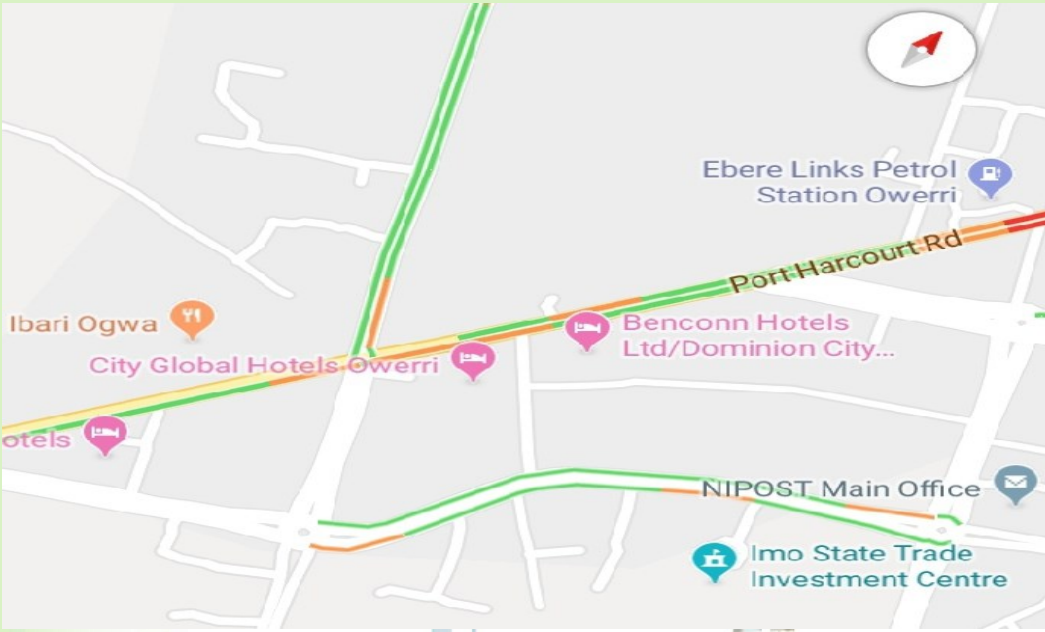 Ebere Links Petrol
Station Owerri
Port Harcourt Rd
Ibari Ogwa
Benconn Hotels
Ltd/Dominion City...
City Global Hotels Owerri
otels
NIPOST Main Office
Imo State Trade
Investment Centre